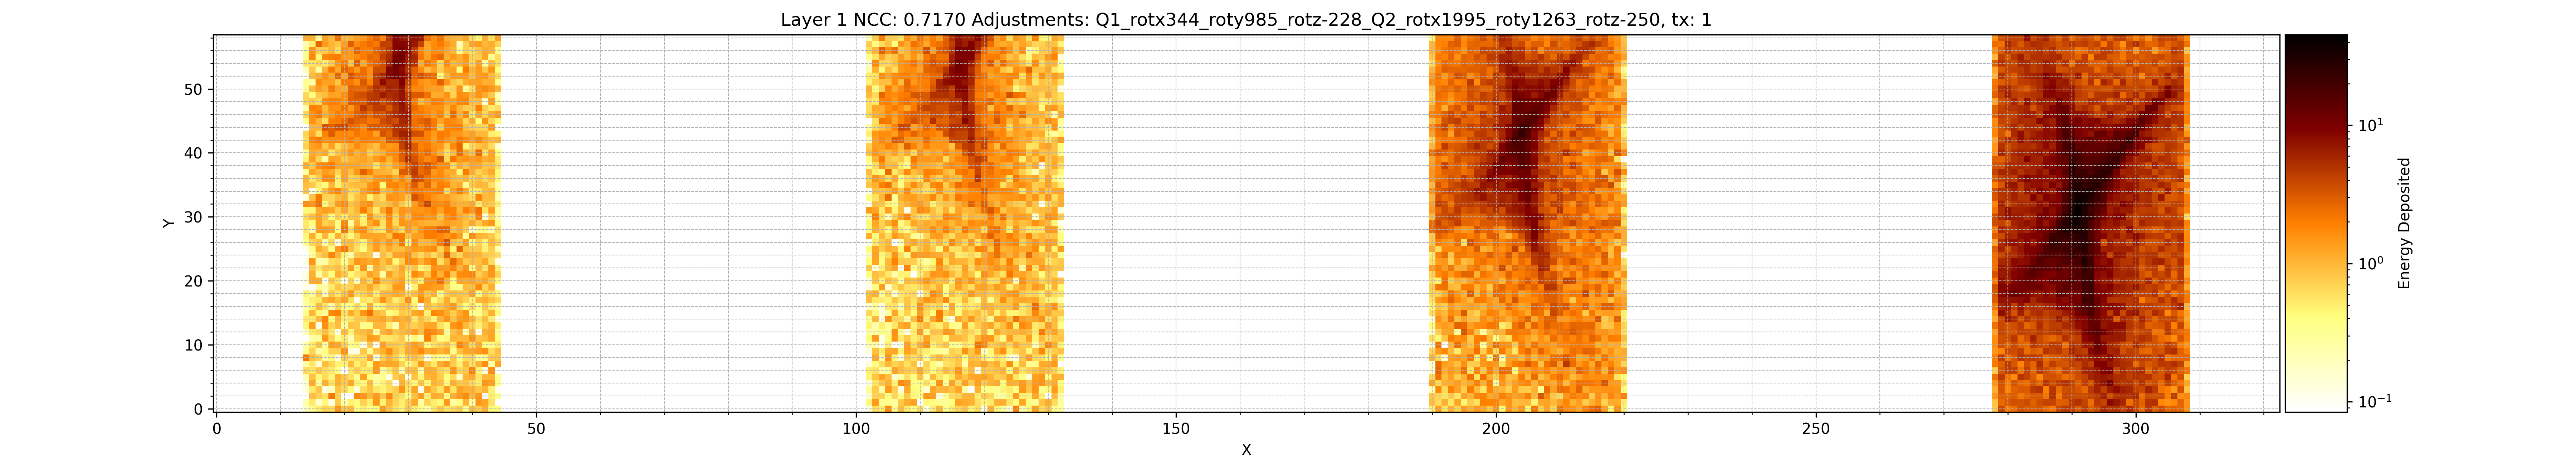 Layer 1 NCC: 0.7170 Adjustments: Q1_rotx344_roty985_rotz-228_Q2_rotx1995_roty1263_rotz-250, tx: 1
50
40
30
20
10
0
Y
0 50 100 150 200 250 300
X
10¹
10⁰
10⁻¹
Energy Deposited